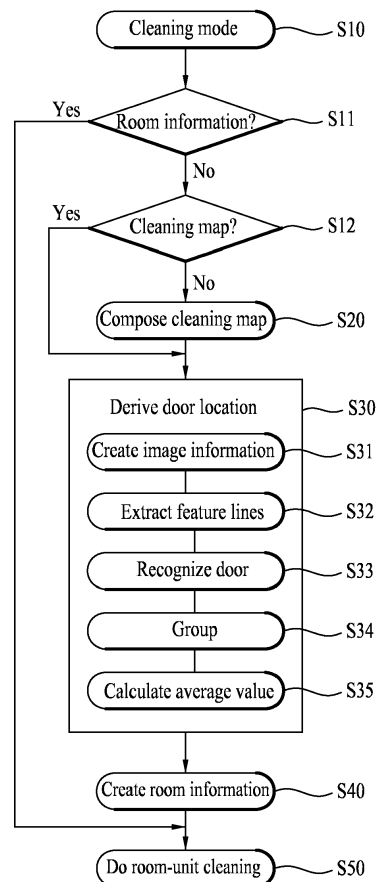 Cleaning mode
S10
Yes
Room information?
S11
No
Yes
Cleaning map?
S12
No
Compose cleaning map
S20
Derive door location
S30
Create image information
S31
Extract feature lines
S32
Recognize door
S33
Group
S34
Calculate average value
S35
Create room information
S40
Do room-unit cleaning
S50